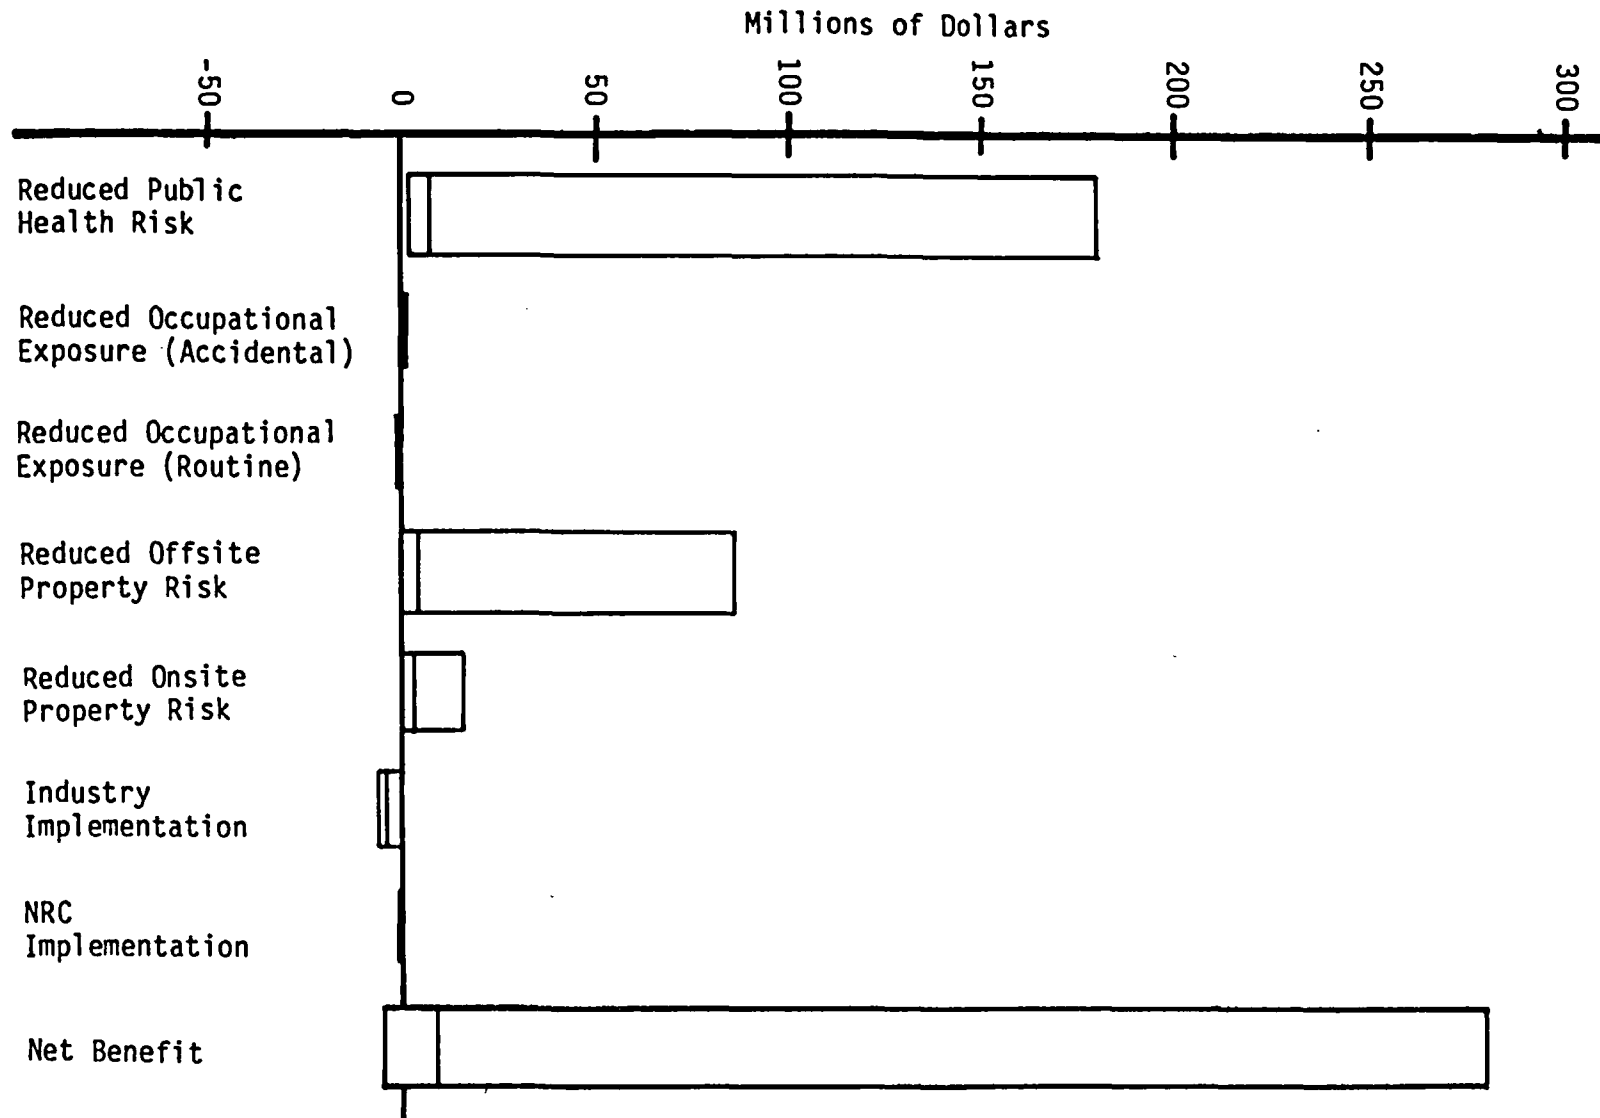 Millions of Dollars
-50 0 50 100 150 200 250 300
Reduced Public
Health Risk
Reduced Occupational
Exposure (Accidental)
Reduced Occupational
Exposure (Routine)
Reduced Offsite
Property Risk
Reduced Onsite
Property Risk
Industry
Implementation
NRC
Implementation
Net Benefit